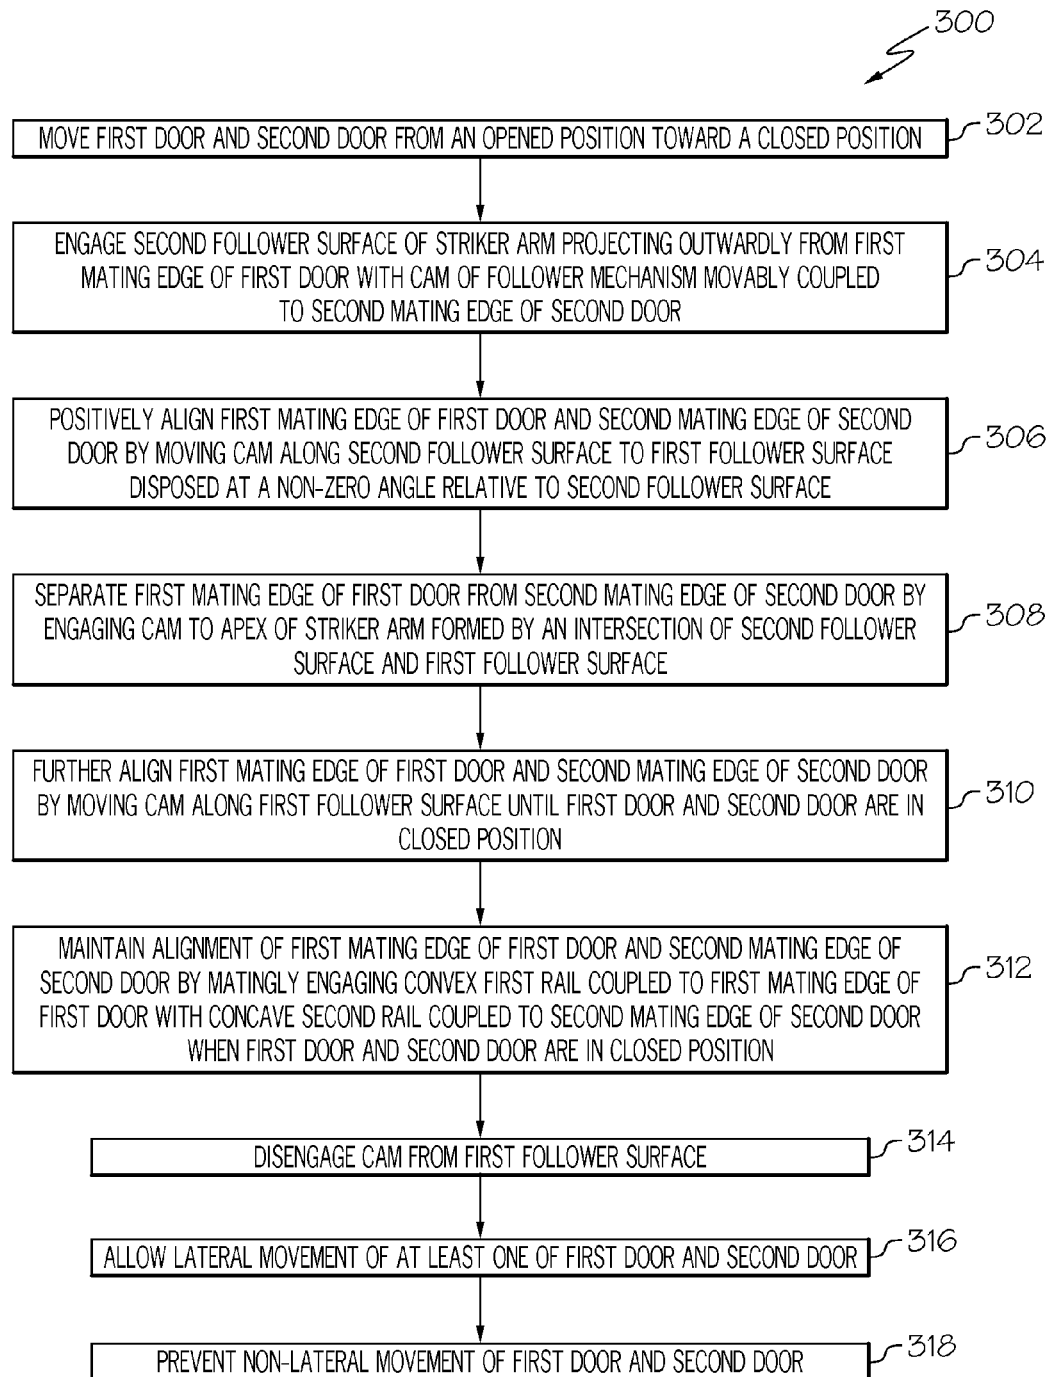 300
MOVE FIRST DOOR AND SECOND DOOR FROM AN OPENED POSITION TOWARD A CLOSED POSITION
302
ENGAGE SECOND FOLLOWER SURFACE OF STRIKER ARM PROJECTING OUTWARDLY FROM FIRST
MATING EDGE OF FIRST DOOR WITH CAM OF FOLLOWER MECHANISM MOVABLY COUPLED
TO SECOND MATING EDGE OF SECOND DOOR
304
POSITIVELY ALIGN FIRST MATING EDGE OF FIRST DOOR AND SECOND MATING EDGE OF SECOND
DOOR BY MOVING CAM ALONG SECOND FOLLOWER SURFACE TO FIRST FOLLOWER SURFACE
DISPOSED AT A NON-ZERO ANGLE RELATIVE TO SECOND FOLLOWER SURFACE
306
SEPARATE FIRST MATING EDGE OF FIRST DOOR FROM SECOND MATING EDGE OF SECOND DOOR BY
ENGAGING CAM TO APEX OF STRIKER ARM FORMED BY AN INTERSECTION OF SECOND FOLLOWER
SURFACE AND FIRST FOLLOWER SURFACE
308
FURTHER ALIGN FIRST MATING EDGE OF FIRST DOOR AND SECOND MATING EDGE OF SECOND DOOR
BY MOVING CAM ALONG FIRST FOLLOWER SURFACE UNTIL FIRST DOOR AND SECOND DOOR ARE IN
CLOSED POSITION
310
MAINTAIN ALIGNMENT OF FIRST MATING EDGE OF FIRST DOOR AND SECOND MATING EDGE OF
SECOND DOOR BY MATINGLY ENGAGING CONVEX FIRST RAIL COUPLED TO FIRST MATING EDGE OF
FIRST DOOR WITH CONCAVE SECOND RAIL COUPLED TO SECOND MATING EDGE OF SECOND DOOR
WHEN FIRST DOOR AND SECOND DOOR ARE IN CLOSED POSITION
312
DISENGAGE CAM FROM FIRST FOLLOWER SURFACE
314
ALLOW LATERAL MOVEMENT OF AT LEAST ONE OF FIRST DOOR AND SECOND DOOR
316
PREVENT NON-LATERAL MOVEMENT OF FIRST DOOR AND SECOND DOOR
318